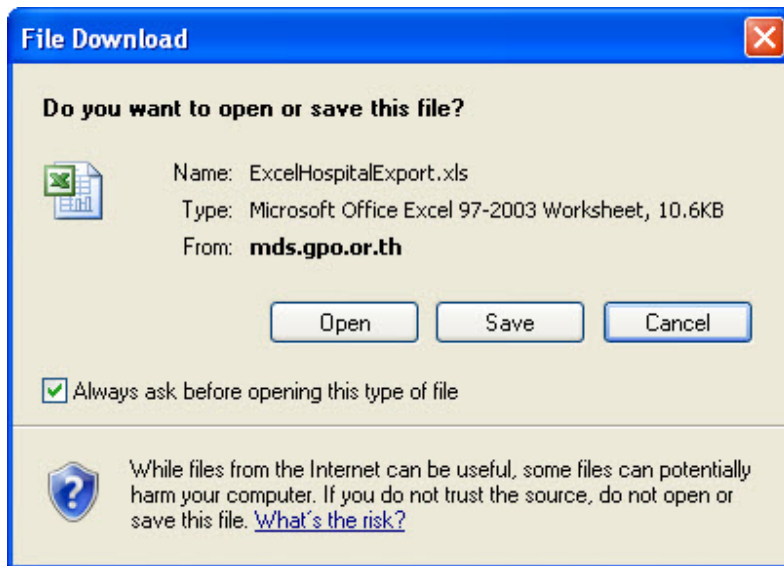 File Download
Do you want to open or save this file?
Name: ExcelHospitalExport.xls
Type: Microsoft Office Excel 97-2003 Worksheet, 10.6KB
From: mds.gpo.or.th
Open Save Cancel
Always ask before opening this type of file
While files from the Internet can be useful, some files can potentially
harm your computer. If you do not trust the source, do not open or
save this file. What's the risk?